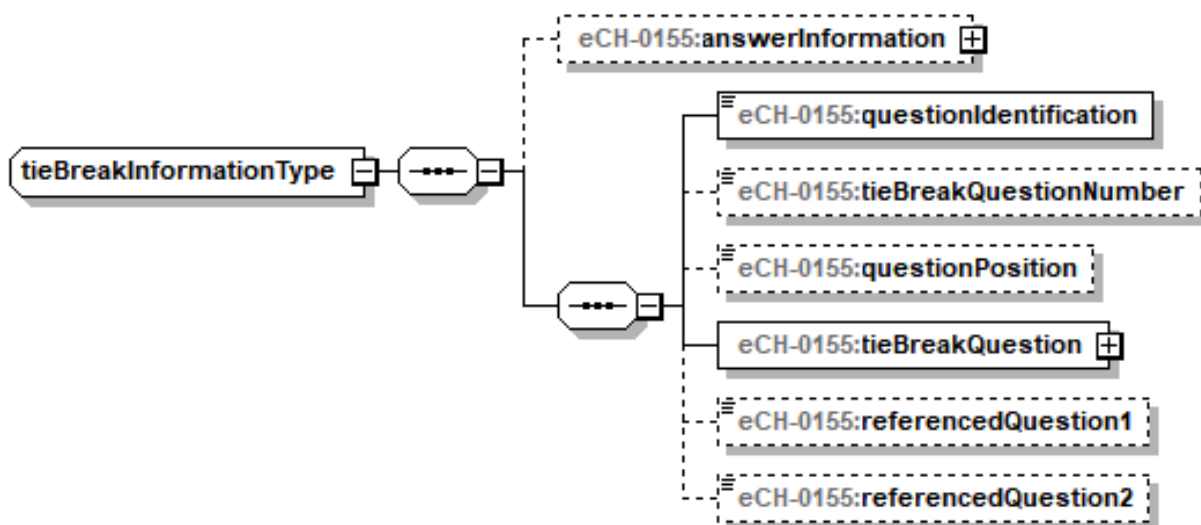 eCH-0155:answerInformation
eCH-0155:questionIdentification
tieBreakInformationType
eCH-0155:tieBreakQuestionNumber
eCH-0155:questionPosition
eCH-0155:tieBreakQuestion
eCH-0155:referencedQuestion1
eCH-0155:referencedQuestion2